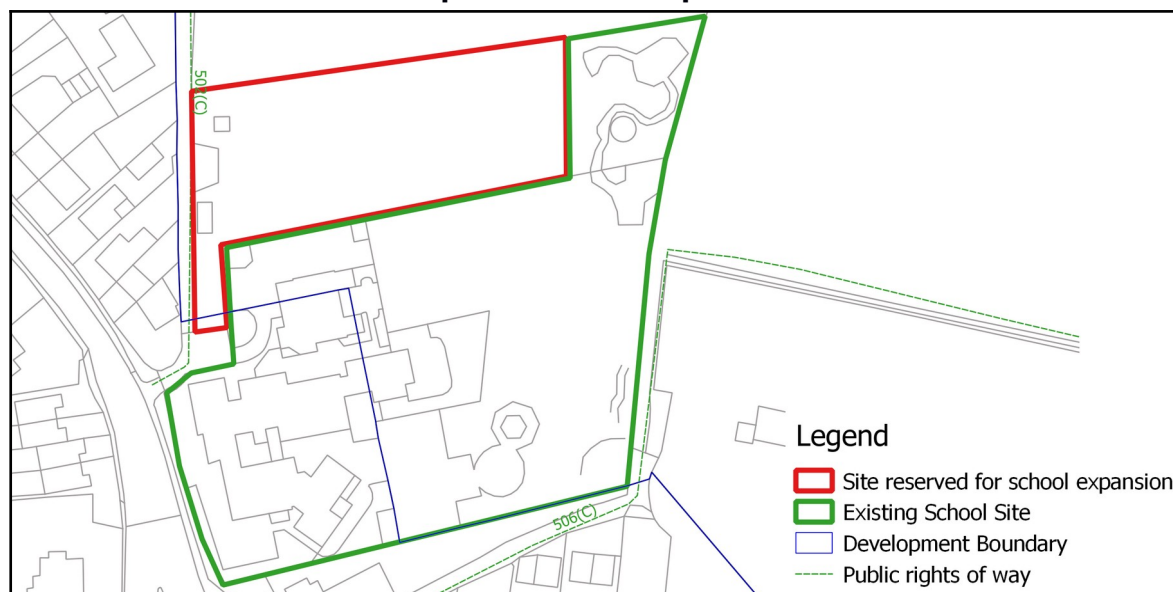 Legend
Site reserved for school expansion
Existing School Site
Development Boundary
Public rights of way
506(C)